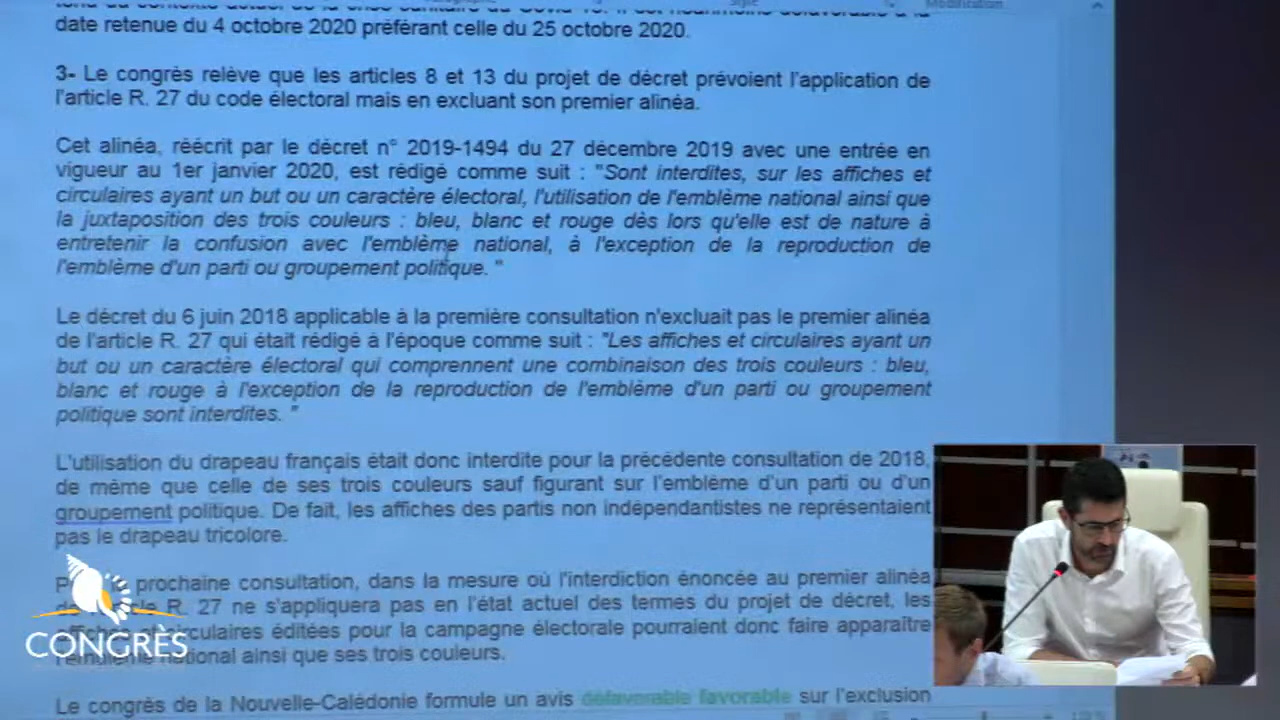 date retenue du 4 octobre 2020 préférant celle du 25 octobre 2020.
3- Le congrès relève que les articles 8 et 13 du projet de décret prévoient l'application de
l'article R. 27 du code électoral mais en excluant son premier alinéa.
Cet alinéa, réécrit par le décret n° 2019-1494 du 27 décembre 2019 avec une entrée en
vigueur au 1er janvier 2020, est rédigé comme suit : "Sont interdites, sur les affiches et
circulaires ayant un but ou un caractère électoral, l'utilisation de l'emblème national ainsi que
la juxtaposition des trois couleurs : bleu, blanc et rouge dès lors qu'elle est de nature à
entretenir la confusion avec l'emblème national, à l'exception de la reproduction de
l'emblème d'un parti ou groupement politique. "
Le décret du 6 juin 2018 applicable à la première consultation n'excluait pas le premier alinéa
de l'article R. 27 qui était rédigé à l'époque comme suit : "Les affiches et circulaires ayant un
but ou un caractère électoral qui comprennent une combinaison des trois couleurs : bleu,
blanc et rouge à l'exception de la reproduction de l'emblème d'un parti ou groupement
politique sont interdites. "
L'utilisation du drapeau français était donc interdite pour la précédente consultation de 2018,
de même que celle de ses trois couleurs sauf figurant sur l'emblème d'un parti ou d'un
groupement politique. De fait, les affiches des partis non indépendantistes ne représentaient
pas le drapeau tricolore.
prochaine consultation, dans la mesure où l'interdiction énoncée au premier alinéa
R. 27 ne s'appliquera pas en l'état actuel des termes du projet de décret, les
circulaires éditées pour la campagne électorale pourraient donc faire apparaître
l'emblème national ainsi que ses trois couleurs.
Le congrès de la Nouvelle-Calédonie formule un avis défavorable favorable sur l'exclusion
CONGRÈS